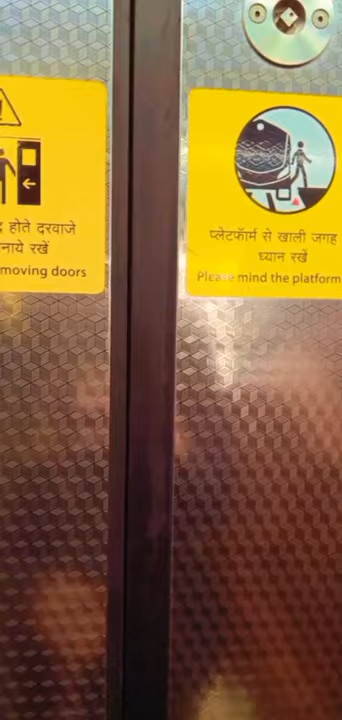 होते दरवाजे
नाये रखें
moving doors
प्लेटफॅार्म से खाली जगह
ध्यान रखें
Please mind the platform